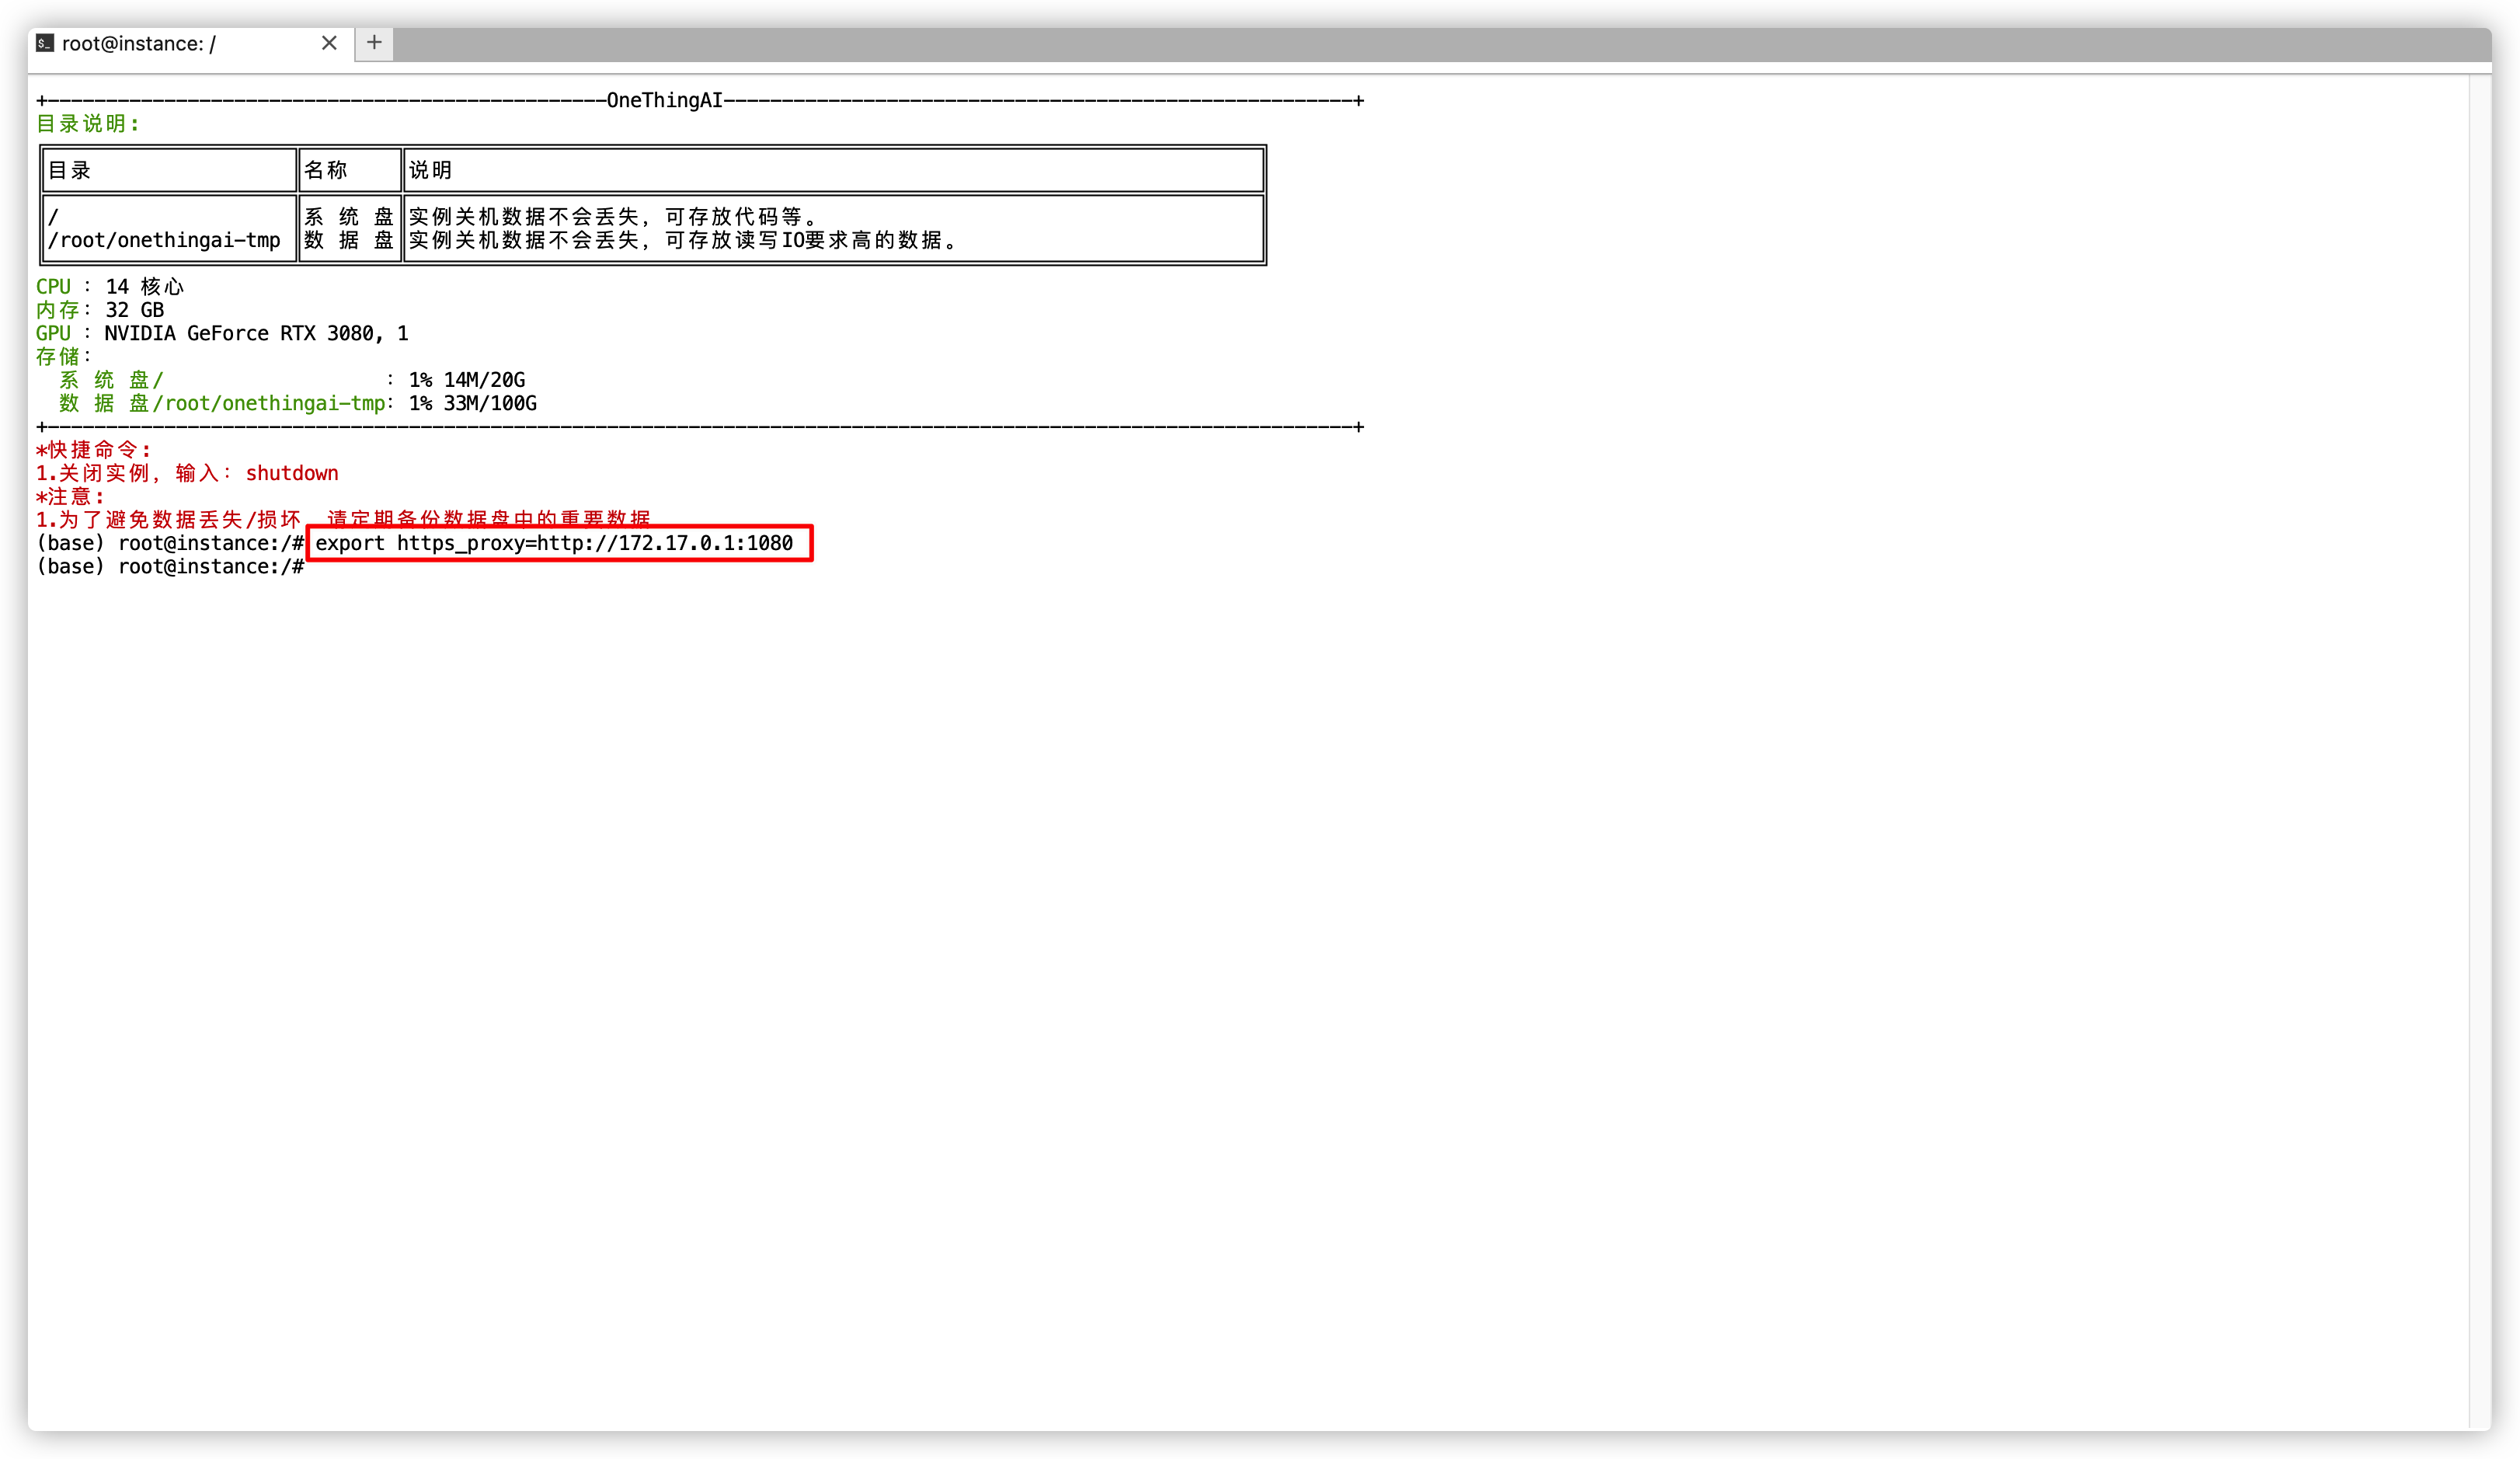 root@instance: /
+------------------------------------------------OneThingAI------------------------------------------------------+
目录说明:
目录 名称 说明
/ 系 统 盘 实例关机数据不会丢失，可存放代码等。
/root/onethingai-tmp 数 据 盘 实例关机数据不会丢失，可存放读写IO要求高的数据。
CPU : 14 核心
内存: 32 GB
GPU : NVIDIA GeForce RTX 3080, 1
存储:
系 统 盘/ : 1% 14M/20G
数 据 盘/root/onethingai-tmp: 1% 33M/100G
+----------------------------------------------------------------------------------------------------------------+
*快捷命令:
1.关闭实例, 输入: shutdown
*注意:
1.为了避免数据丢失/损坏 请定期备份数据盘中的重要数据
(base) root@instance:/# export https_proxy=http://172.17.0.1:1080
(base) root@instance:/#